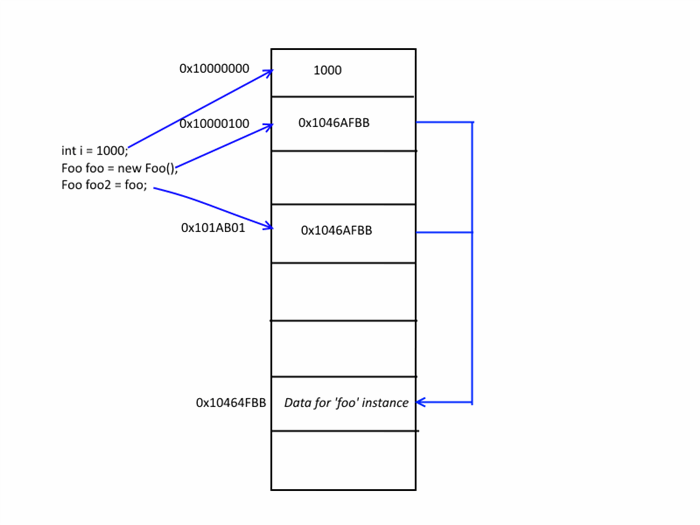 0x10000000 1000
0x10000100 0x1046AFBB
int i = 1000;
Foo foo = new Foo();
Foo foo2 = foo;
0x101AB01 0x1046AFBB
0x10464FBB Data for 'foo' instance